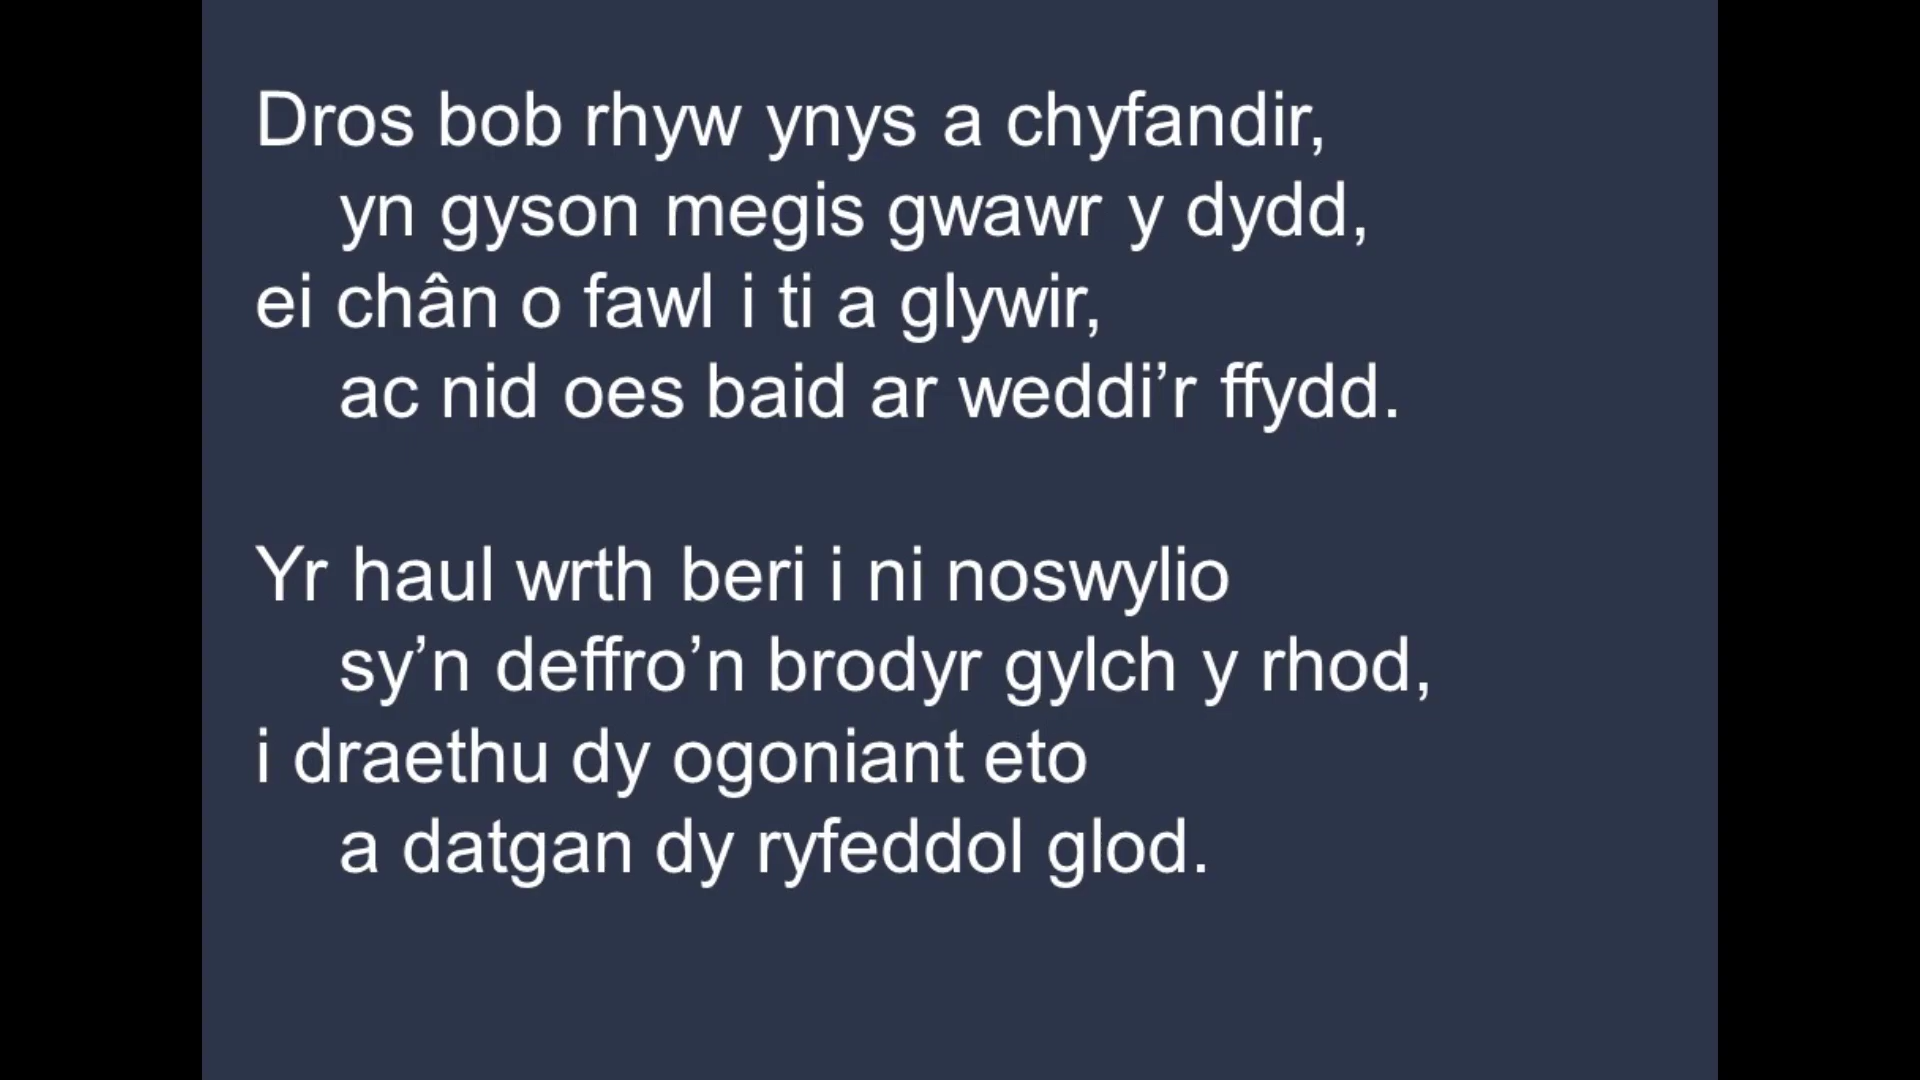 Dros bob rhyw ynys a chyfandir,
yn gyson megis gwawr y dydd,
ei chân o fawl i ti a glywir,
ac nid oes baid ar weddi’r ffydd.
Yr haul wrth beri i ni noswylio
sy’n deffro’n brodyr gylch y rhod,
i draethu dy ogoniant eto
a datgan dy ryfeddol glod.